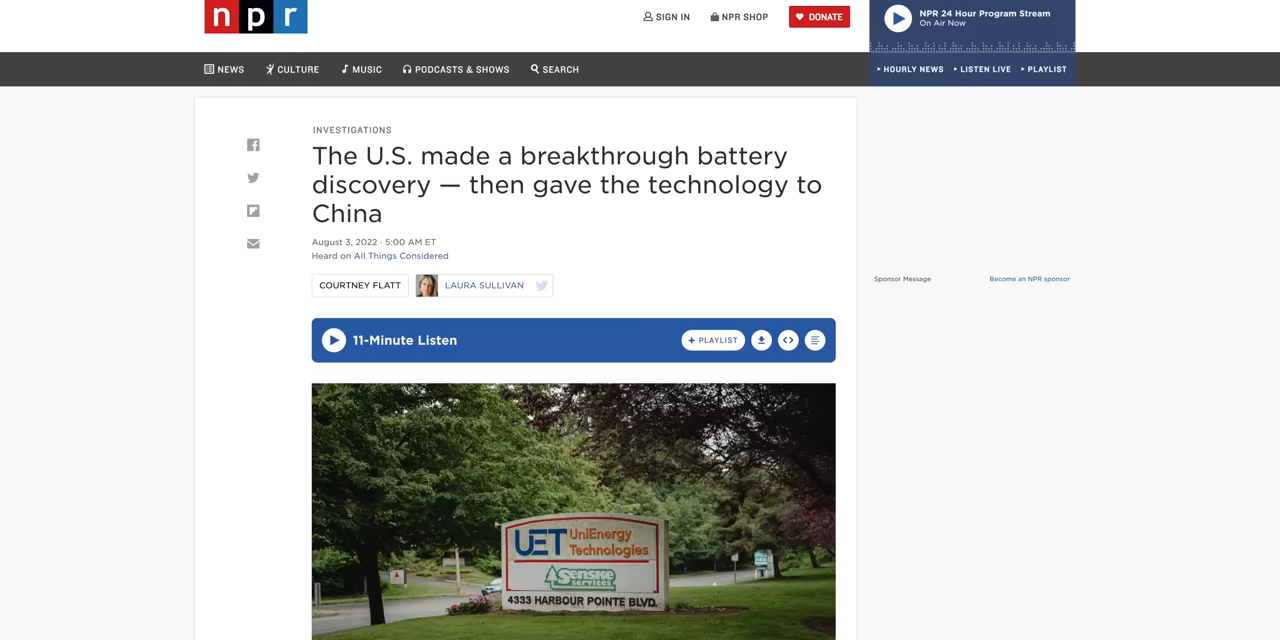 npr
SIGN IN
NPR SHOP
DONATE
NPR 24 Hour Program Stream
On Air Now
NEWS
CULTURE
MUSIC
PODCASTS & SHOWS
SEARCH
HOURLY NEWS
LISTEN LIVE
PLAYLIST
INVESTIGATIONS
The U.S. made a breakthrough battery
discovery — then gave the technology to
China
August 3, 2022 · 5:00 AM ET
Heard on All Things Considered
COURTNEY FLATT
LAURA SULLIVAN
Sponsor Message
Become an NPR sponsor
11-Minute Listen
+ PLAYLIST
UET UniEnergy
Technologies
Senske
services
4333 HARBOUR POINTE BLVD.